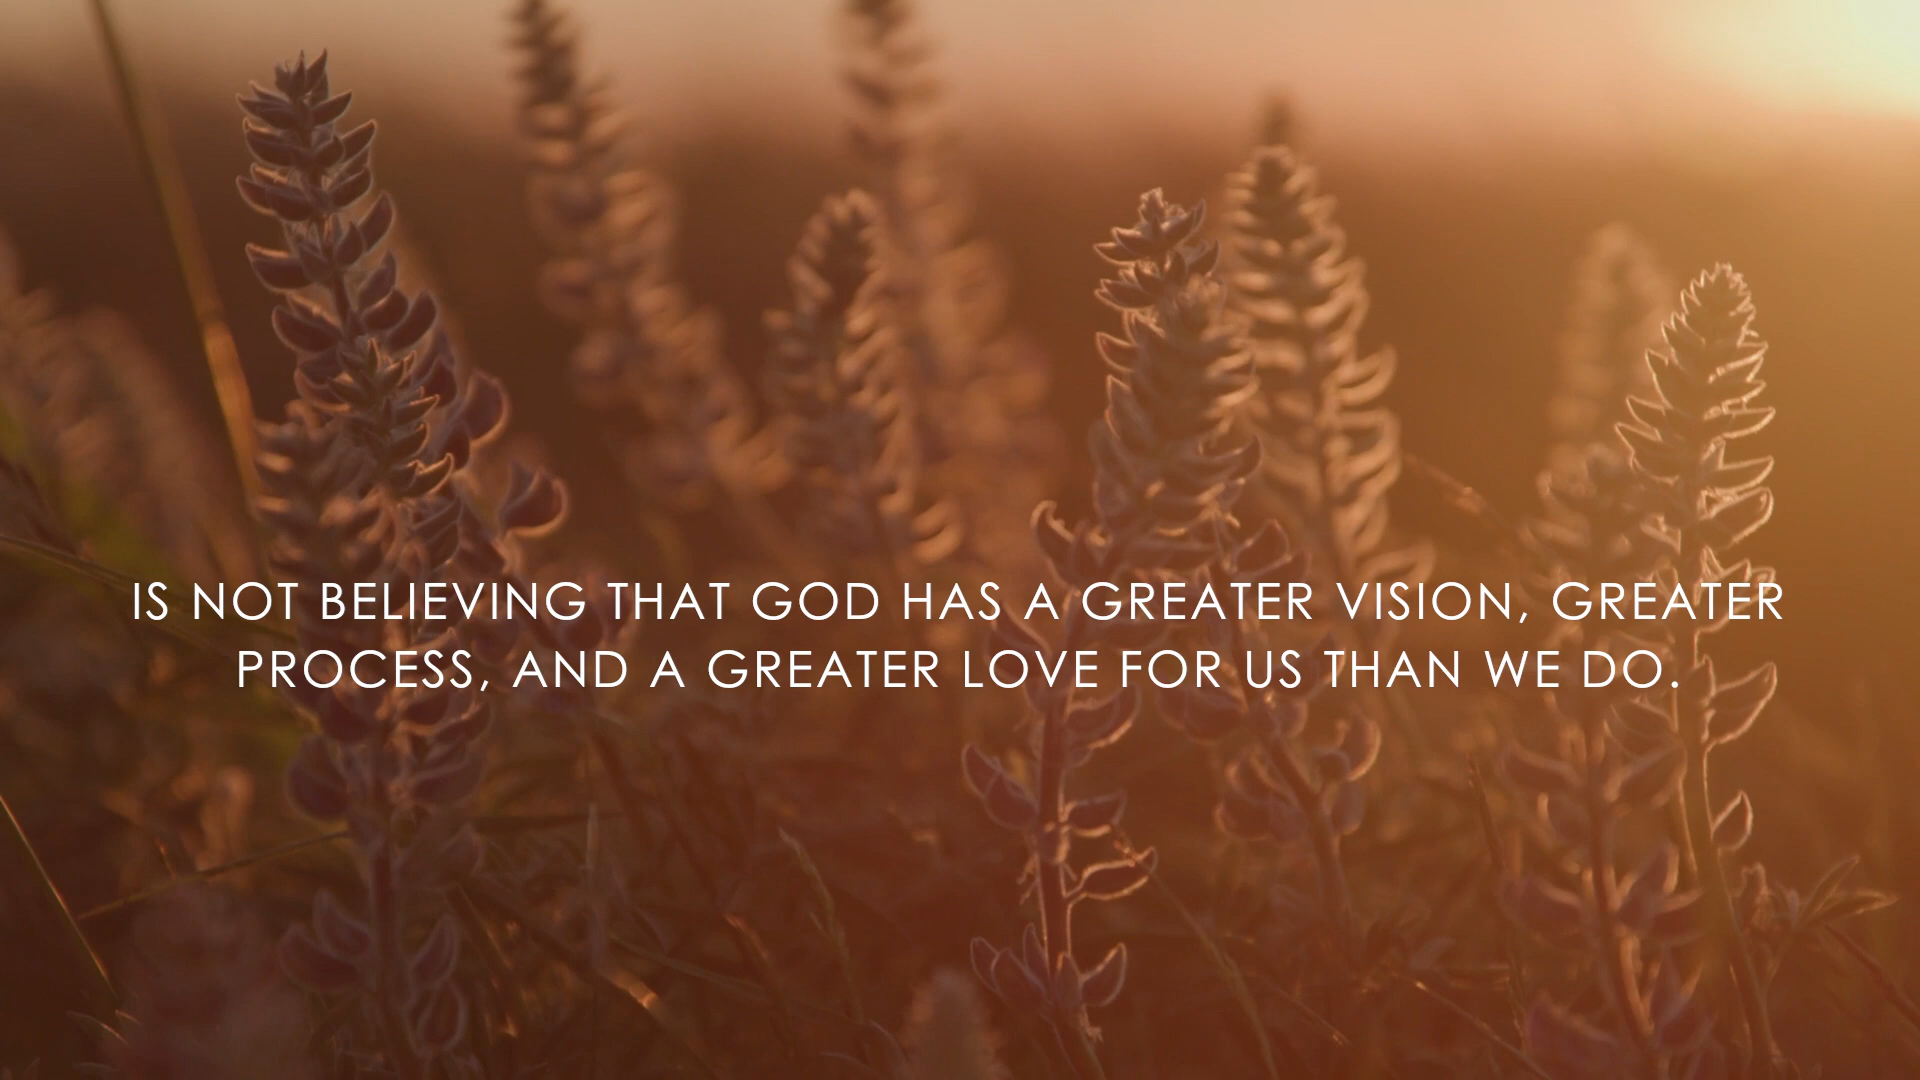 IS NOT BELIEVING THAT GOD HAS A GREATER VISION, GREATER
PROCESS, AND A GREATER LOVE FOR US THAN WE DO.